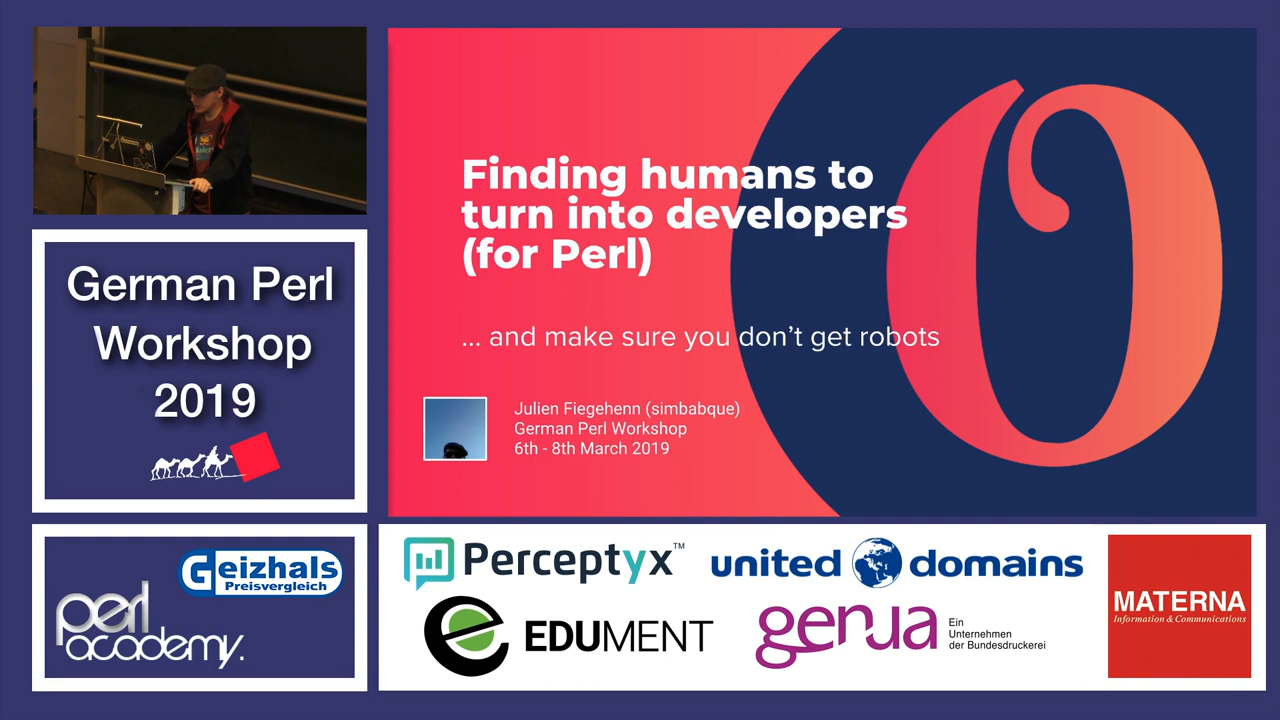 Finding humans to
turn into developers
(for Perl)
... and make sure you don't get robots
Julien Fiegehenn (simbabque)
German Perl Workshop
6th - 8th March 2019
German Perl
Workshop
2019
Geizhals
Preisvergleich
perl
academy.
Perceptyx™
united domains
EDUMENT
genua
Ein
Unternehmen
der Bundesdruckerei
MATERNA
Information & Communications